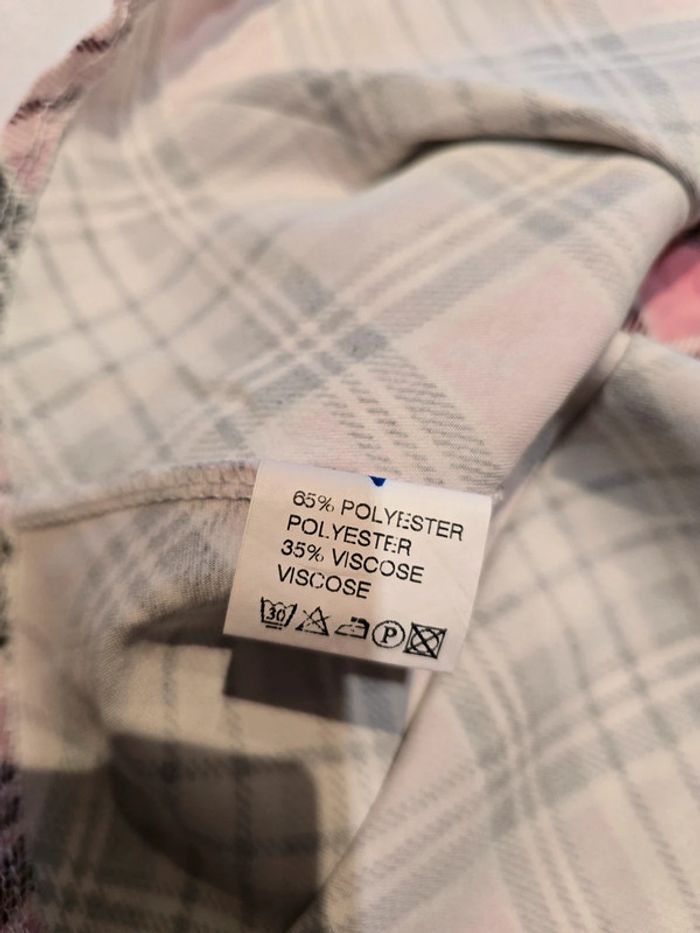 65% POLYESTER
POLYESTER
35% VISCOSE
VISCOSE
30 P